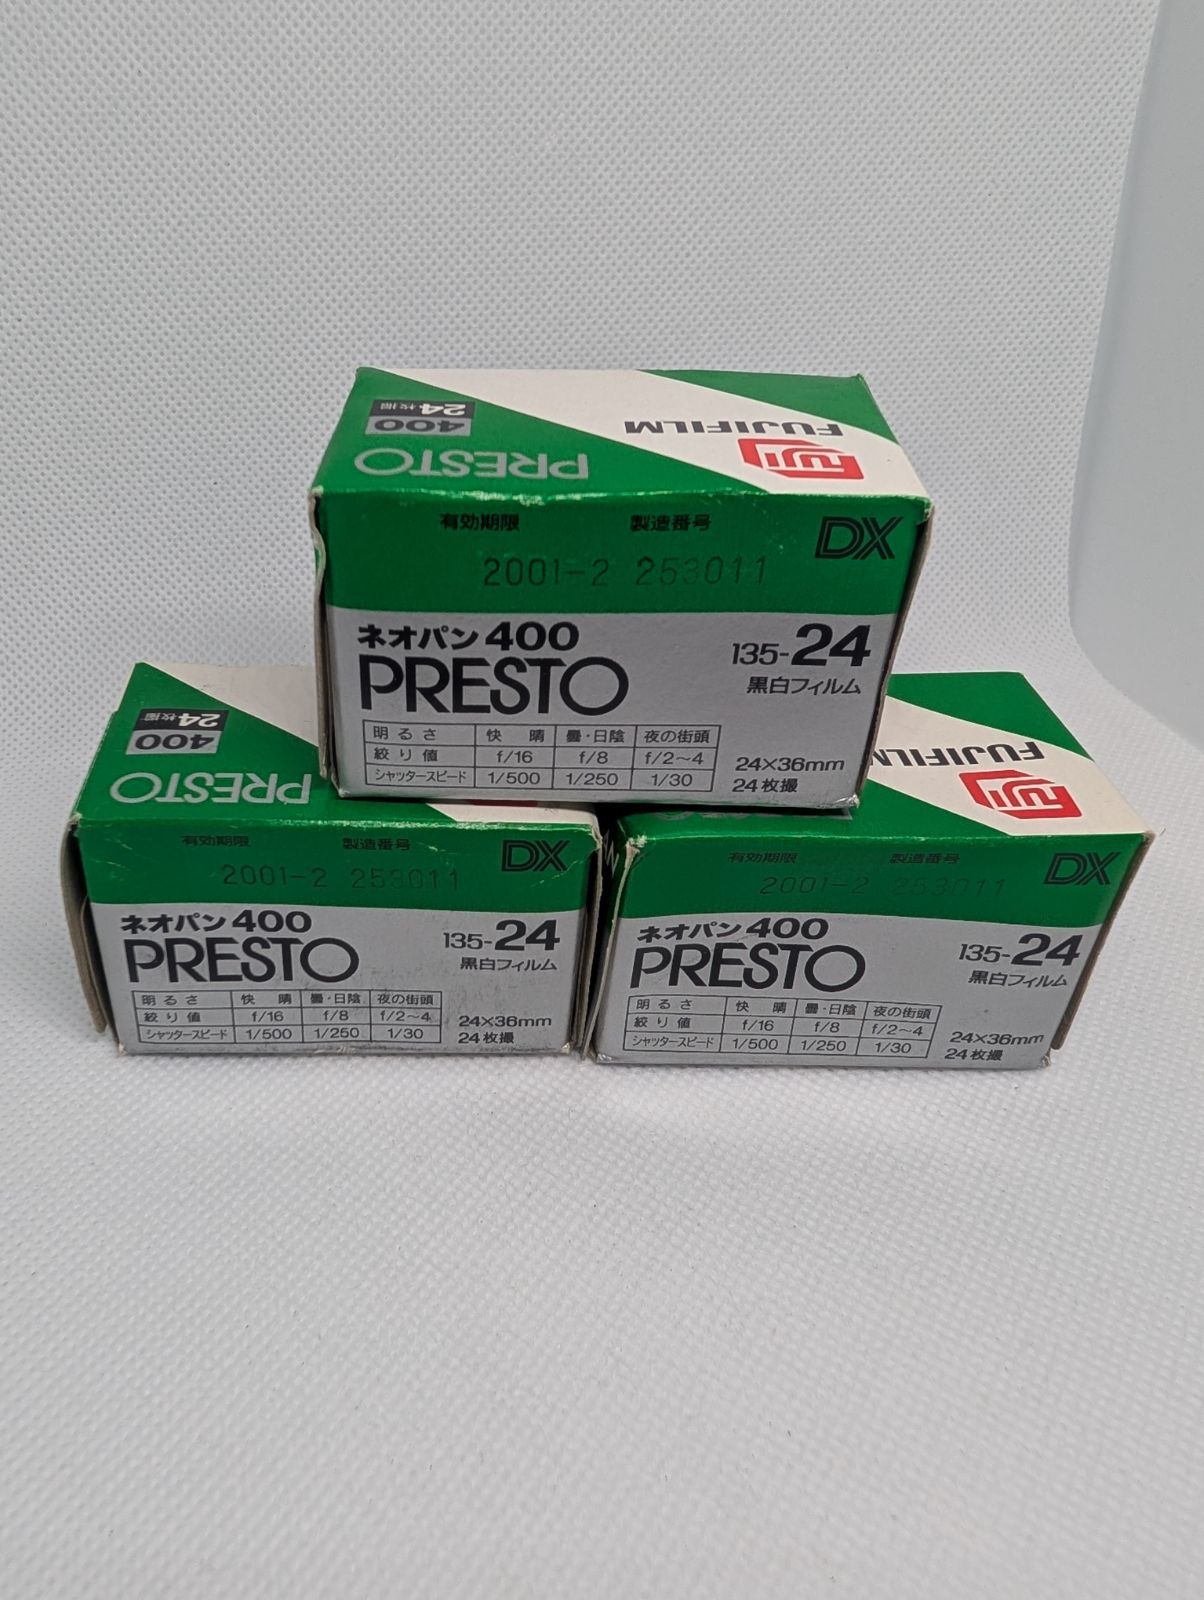 FUJIFILM
Fuji
400
24枚撮
PRESTO
有効期限 製造番号 DX
2001-2 253011
ネオパン400
PRESTO
135-24
黒白フィルム
明るさ 快晴 曇・日陰 夜の街頭
絞り値 f/16 f/8 f/2～4
シャッタースピード 1/500 1/250 1/30
24×36mm
24枚撮
400
24枚撮
PRESTO
有効期限 製造番号 DX
2001-2 253011
ネオパン400
PRESTO
135-24
黒白フィルム
明るさ 快晴 曇・日陰 夜の街頭
絞り値 f/16 f/8 f/2～4
シャッタースピード 1/500 1/250 1/30
24×36mm
24枚撮
FUJIFILM
Fuji
有効期限 製造番号 DX
2001-2 253011
ネオパン400
PRESTO
135-24
黒白フィルム
明るさ 快晴 曇・日陰 夜の街頭
絞り値 f/16 f/8 f/2～4
シャッタースピード 1/500 1/250 1/30
24×36mm
24枚撮